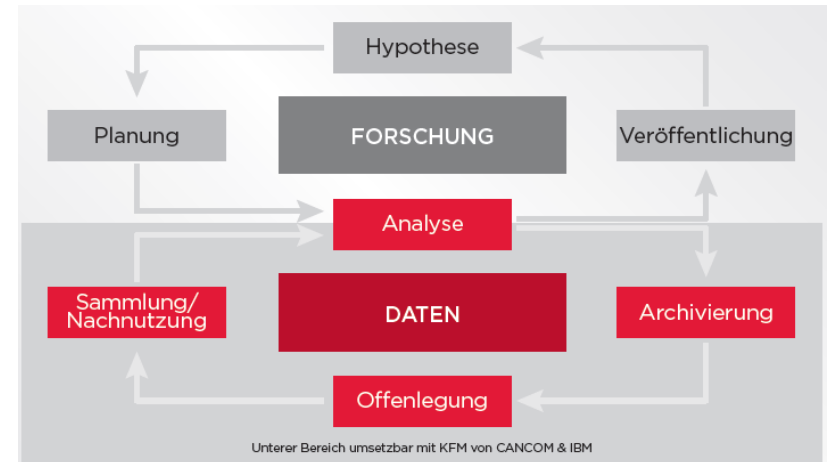 Hypothese
Planung
FORSCHUNG
Veröffentlichung
Analyse
Sammlung/
Nachnutzung
DATEN
Archivierung
Offenlegung
Unterer Bereich umsetzbar mit KFM von CANCOM & IBM